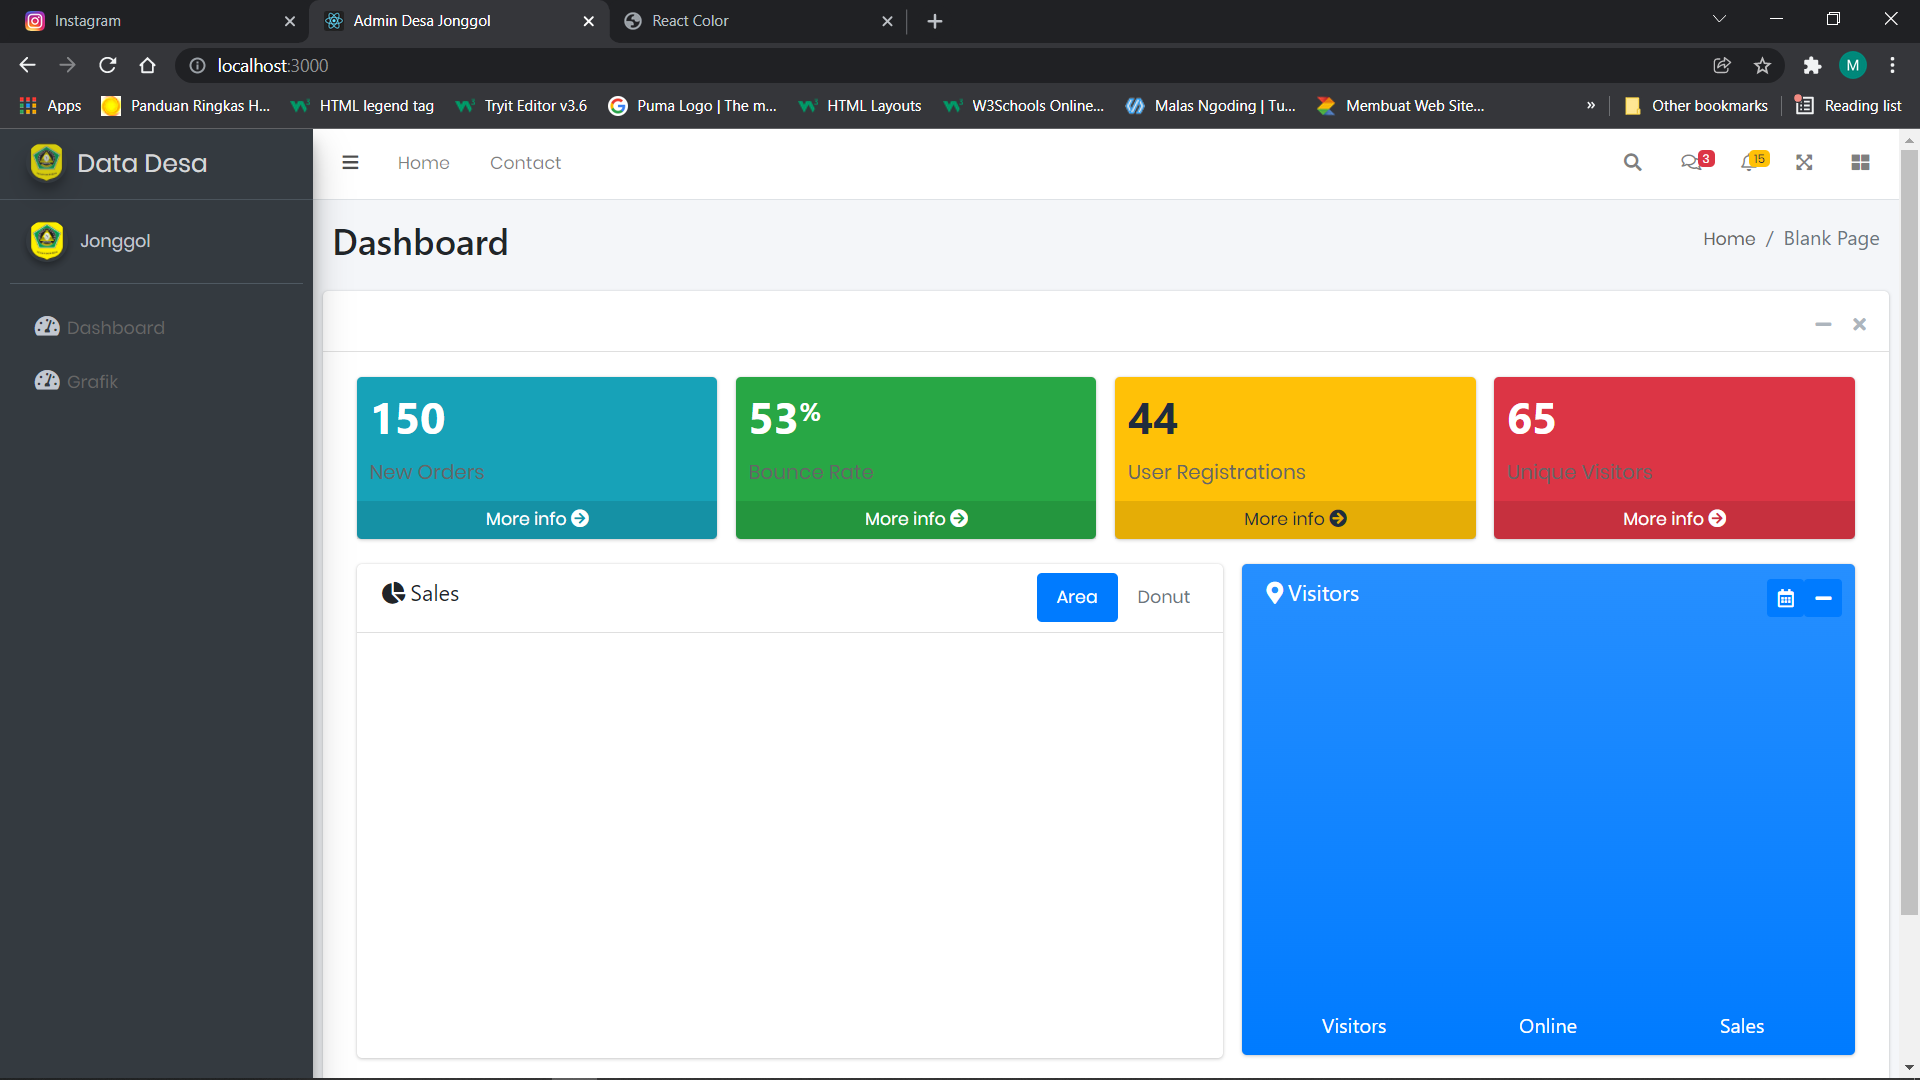 Instagram
Admin Desa Jonggol
React Color
localhost:3000
M
Apps
Panduan Ringkas H...
HTML legend tag
Tryit Editor v3.6
Puma Logo | The m...
HTML Layouts
W3Schools Online...
Malas Ngoding | Tu...
Membuat Web Site...
»
Other bookmarks
Reading list
Data Desa
Home
Contact
3
15
Jonggol
Dashboard
Home / Blank Page
Dashboard
Grafik
150
New Orders
More info
53%
Bounce Rate
More info
44
User Registrations
More info
65
Unique Visitors
More info
Sales
Area
Donut
Visitors
Visitors
Online
Sales